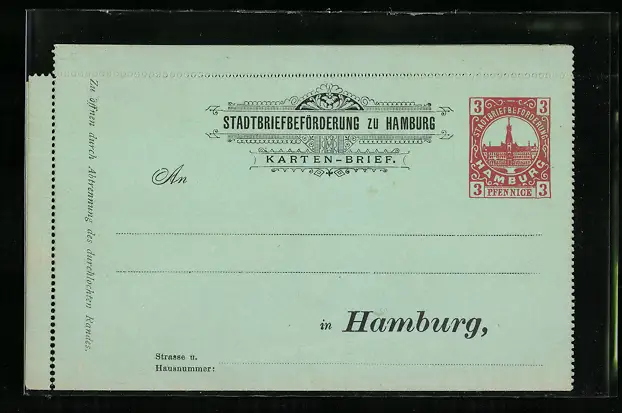 Zu öffnen durch Abtrennung des durchlochten Randes.
STADTBRIEFBEFÖRDERUNG ZU HAMBURG
KARTEN-BRIEF.
3 3
STADTBRIEFBEFÖRDERUNG
HAMBURG
3 PFENNIGE 3
An
in Hamburg,
Strasse u.
Hausnummer: